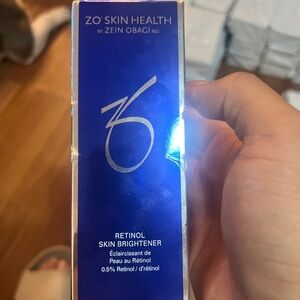 ZO SKIN HEALTH
BY ZEIN OBAGI MD
RETINOL
SKIN BRIGHTENER
Éclaircissant de
Peau au Rétinol
0.5% Retinol / d'rétinol